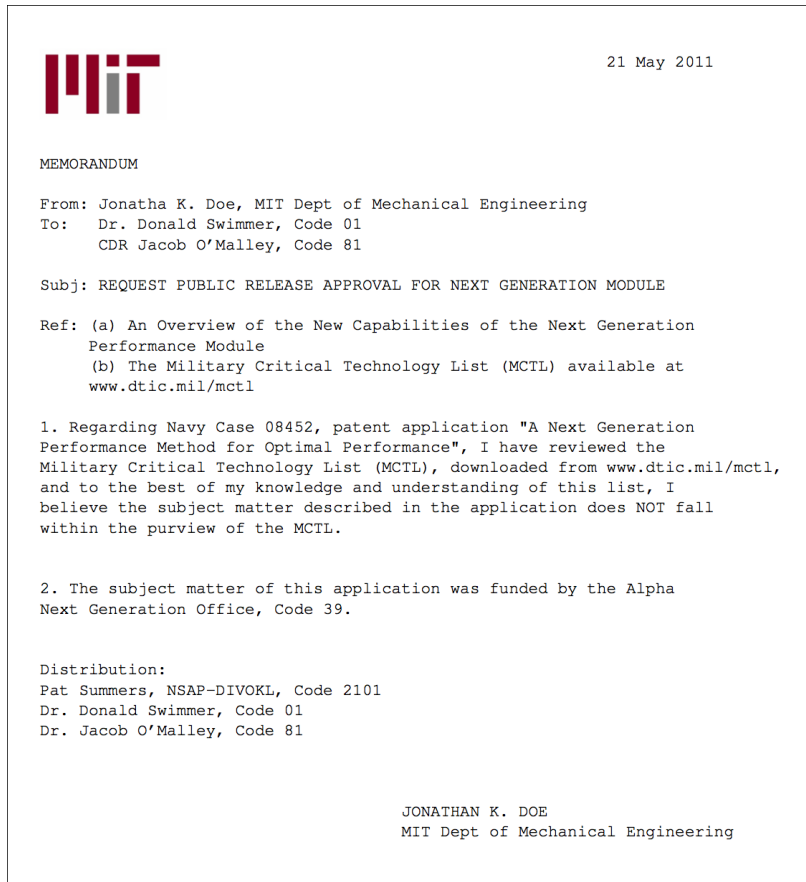 MIT
21 May 2011
MEMORANDUM
From: Jonatha K. Doe, MIT Dept of Mechanical Engineering
To: Dr. Donald Swimmer, Code 01
CDR Jacob O’Malley, Code 81
Subj: REQUEST PUBLIC RELEASE APPROVAL FOR NEXT GENERATION MODULE
Ref: (a) An Overview of the New Capabilities of the Next Generation
Performance Module
(b) The Military Critical Technology List (MCTL) available at
www.dtic.mil/mctl
1. Regarding Navy Case 08452, patent application "A Next Generation
Performance Method for Optimal Performance", I have reviewed the
Military Critical Technology List (MCTL), downloaded from www.dtic.mil/mctl,
and to the best of my knowledge and understanding of this list, I
believe the subject matter described in the application does NOT fall
within the purview of the MCTL.
2. The subject matter of this application was funded by the Alpha
Next Generation Office, Code 39.
Distribution:
Pat Summers, NSAP-DIVOKL, Code 2101
Dr. Donald Swimmer, Code 01
Dr. Jacob O’Malley, Code 81
JONATHAN K. DOE
MIT Dept of Mechanical Engineering